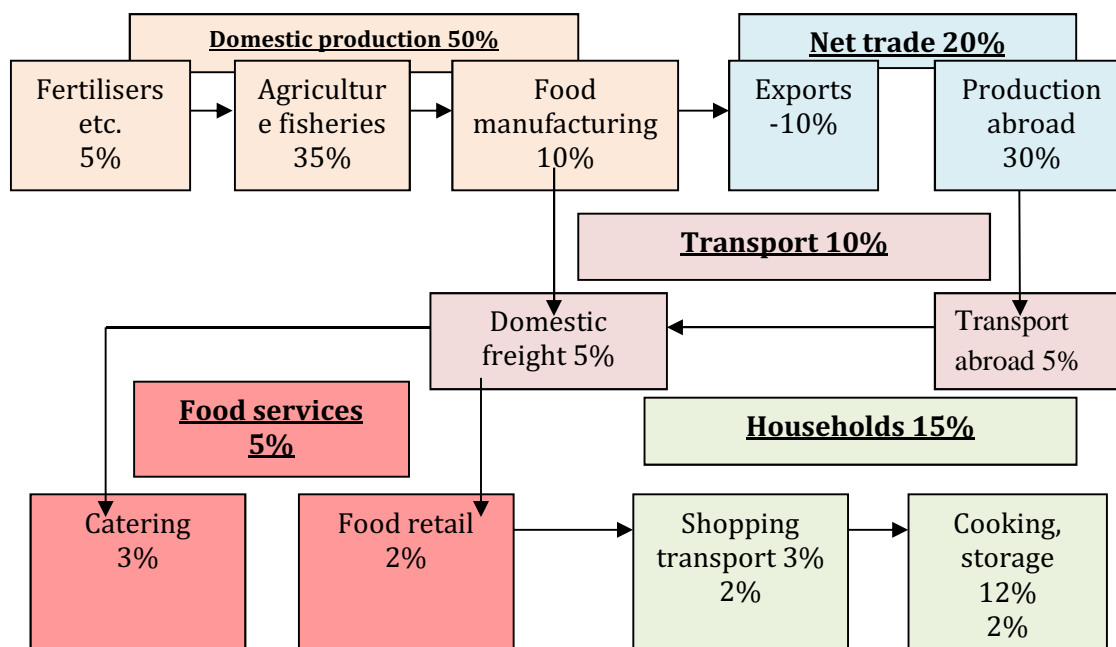 Domestic production 50%
Net trade 20%
Fertilisers
etc.
5%
Agricultur
e fisheries
35%
Food
manufacturing
10%
Exports
-10%
Production
abroad
30%
Transport 10%
Domestic
freight 5%
Transport
abroad 5%
Food services
5%
Households 15%
Catering
3%
Food retail
2%
Shopping
transport 3%
2%
Cooking,
storage
12%
2%